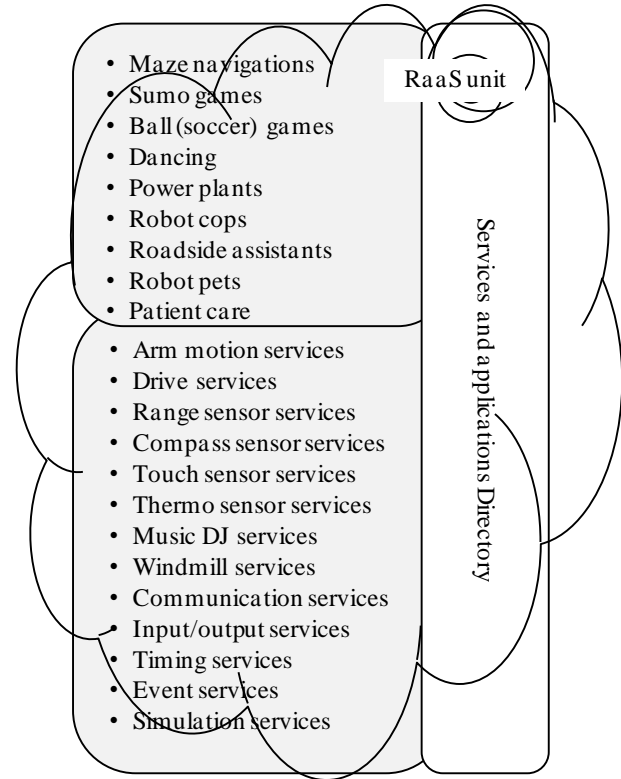 • Maze navigations
• Sumo games
• Ball (soccer) games
• Dancing
• Power plants
• Robot cops
• Roadside assistants
• Robot pets
• Patient care
• Arm motion services
• Drive services
• Range sensor services
• Compass sensor services
• Touch sensor services
• Thermo sensor services
• Music DJ services
• Windmill services
• Communication services
• Input/output services
• Timing services
• Event services
• Simulation services
RaaS unit
Services and applications Directory